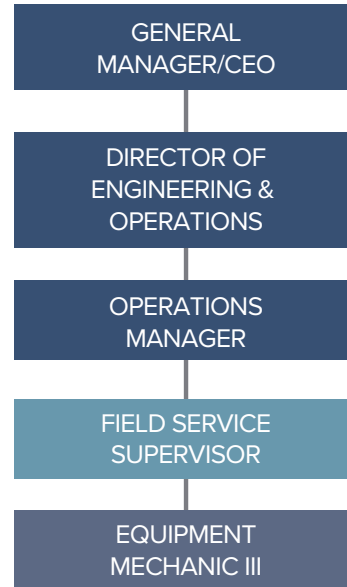 GENERAL
MANAGER/CEO
DIRECTOR OF
ENGINEERING &
OPERATIONS
OPERATIONS
MANAGER
FIELD SERVICE
SUPERVISOR
EQUIPMENT
MECHANIC III